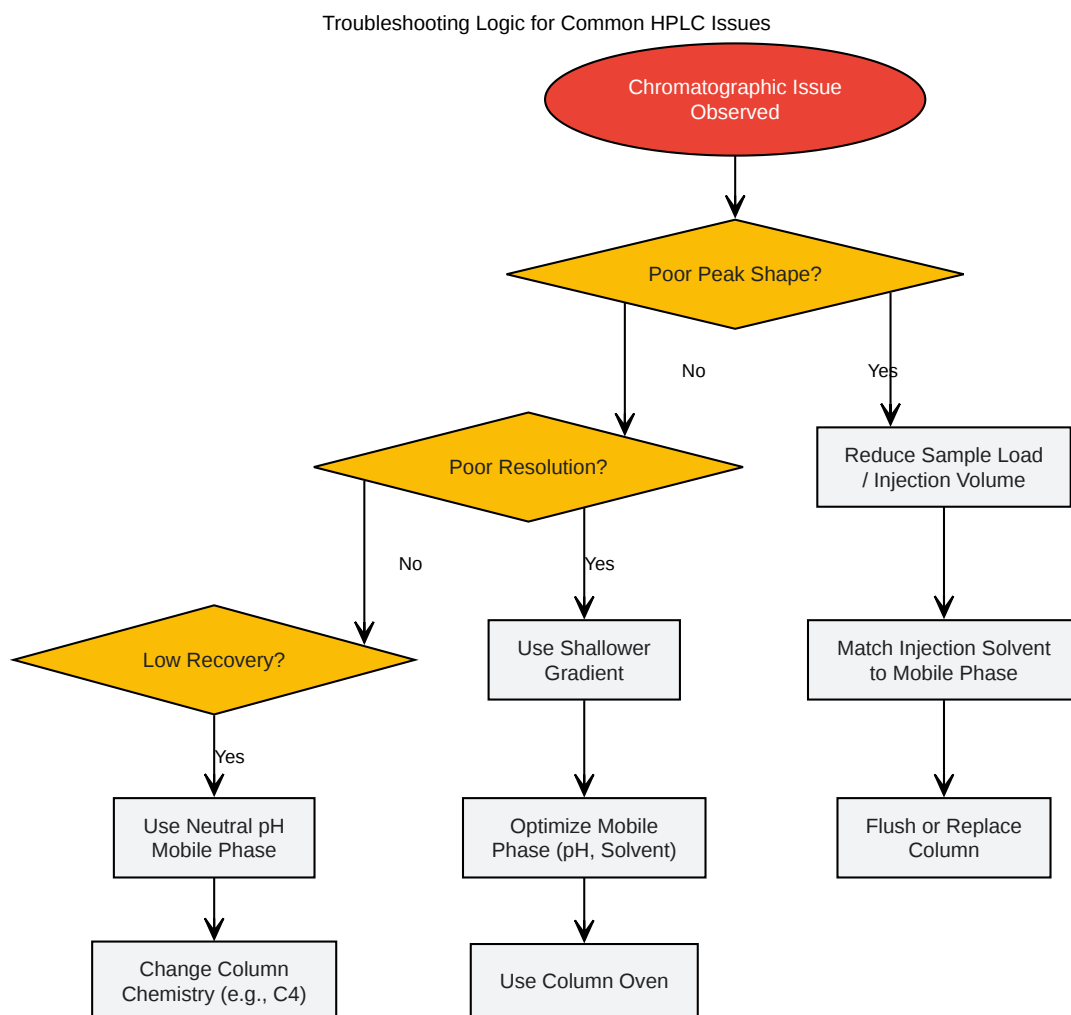 Troubleshooting Logic for Common HPLC Issues
Chromatographic Issue
Observed
Poor Peak Shape?
No
Yes
Poor Resolution?
Reduce Sample Load
/ Injection Volume
No
Yes
Low Recovery?
Use Shallower
Gradient
Match Injection Solvent
to Mobile Phase
Yes
Use Neutral pH
Mobile Phase
Optimize Mobile
Phase (pH, Solvent)
Flush or Replace
Column
Change Column
Chemistry (e.g., C4)
Use Column Oven